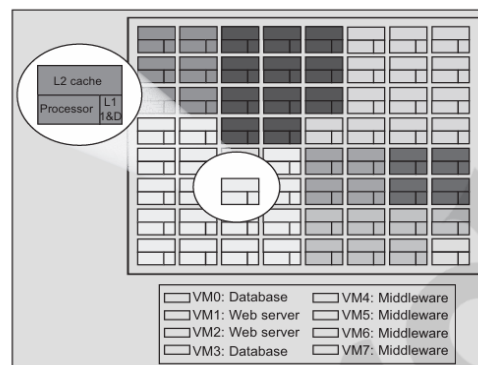 L2 cache
Processor
L1
1&D
VM0: Database
VM4: Middleware
VM1: Web server
VM5: Middleware
VM2: Web server
VM6: Middleware
VM3: Database
VM7: Middleware